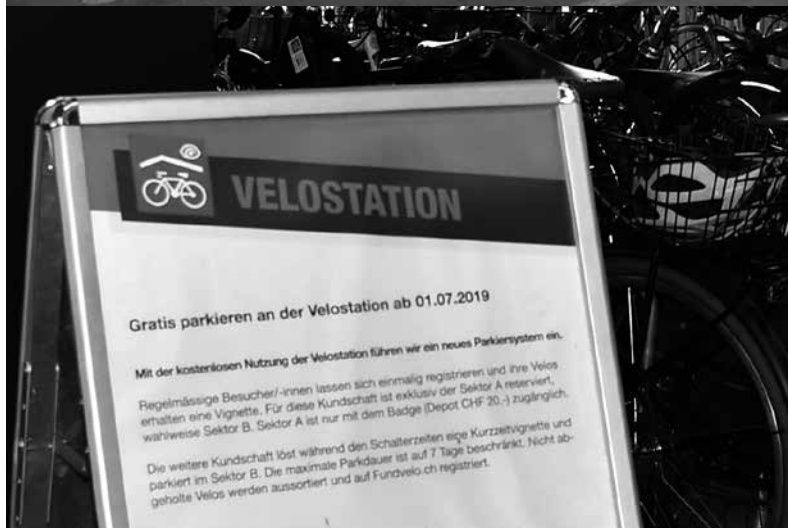 VELOSTATION
Gratis parkieren an der Velostation ab 01.07.2019
Mit der kostenlosen Nutzung der Velostation führen wir ein neues Parkiersystem ein.
Regelmässige Besucher/-innen lassen sich einmalig registrieren und ihre Velos
erhalten eine Vignette. Für diese Kundschaft ist exklusiv der Sektor A reserviert,
wahlweise Sektor B. Sektor A ist nur mit dem Badge (Depot CHF 20.-) zugänglich.
Die weitere Kundschaft löst während den Schalterzeiten eine Kurzzeitvignette und
parkiert im Sektor B. Die maximale Parkdauer ist auf 7 Tage beschränkt. Nicht ab-
geholte Velos werden aussortiert und auf Fundvelo.ch registriert.